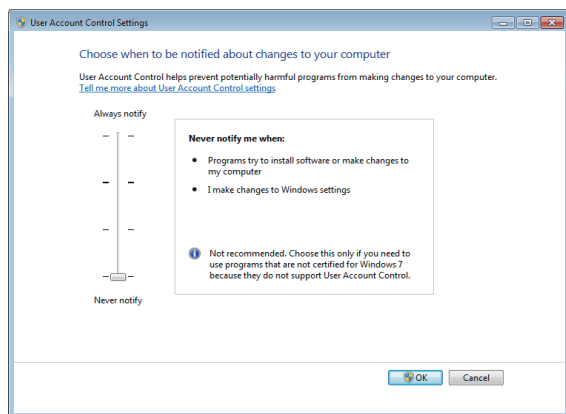 User Account Control Settings
Choose when to be notified about changes to your computer
User Account Control helps prevent potentially harmful programs from making changes to your computer.
Tell me more about User Account Control settings
Always notify
Never notify me when:
• Programs try to install software or make changes to
my computer
• I make changes to Windows settings
Not recommended. Choose this only if you need to
use programs that are not certified for Windows 7
because they do not support User Account Control.
Never notify
OK
Cancel